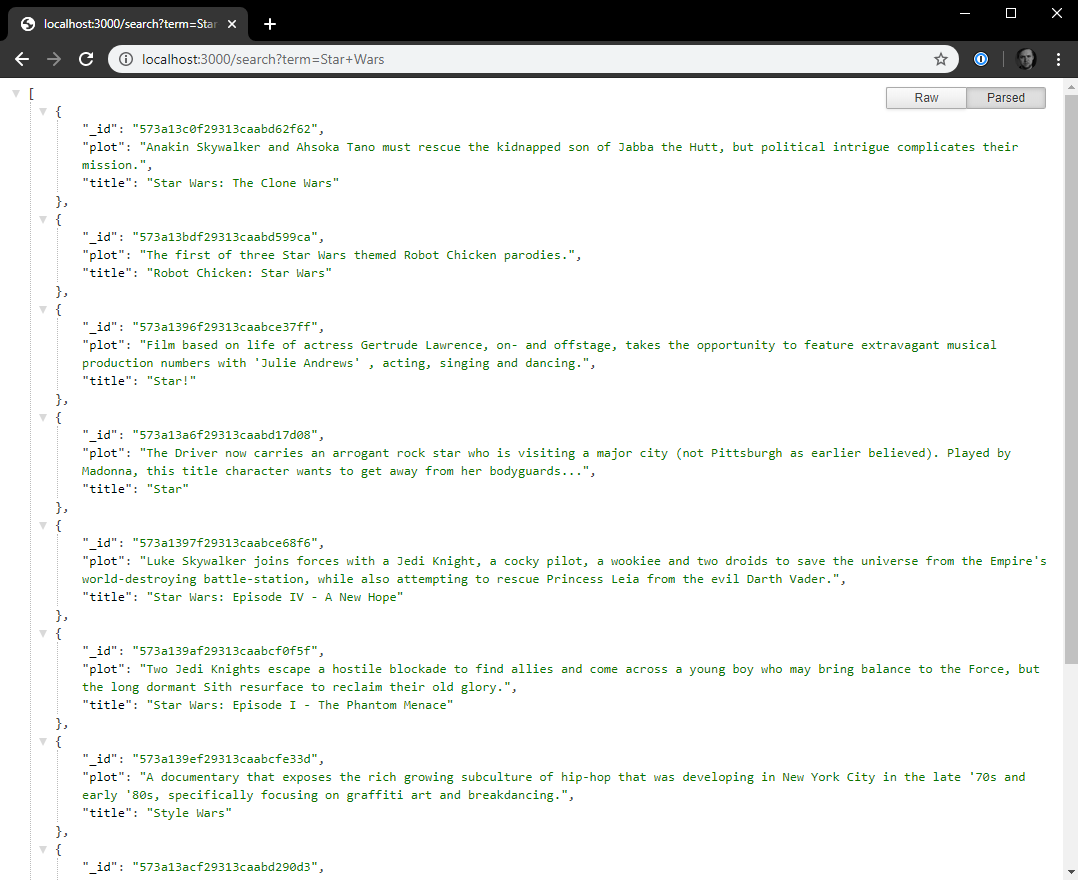 localhost:3000/search?term=Star
localhost:3000/search?term=Star+Wars
Raw
Parsed
[
{
"_id": "573a13c0f29313caabd62f62",
"plot": "Anakin Skywalker and Ahsoka Tano must rescue the kidnapped son of Jabba the Hutt, but political intrigue complicates their
mission.",
"title": "Star Wars: The Clone Wars"
},
{
"_id": "573a13bdf29313caabd599ca",
"plot": "The first of three Star Wars themed Robot Chicken parodies.",
"title": "Robot Chicken: Star Wars"
},
{
"_id": "573a1396f29313caabce37ff",
"plot": "Film based on life of actress Gertrude Lawrence, on- and offstage, takes the opportunity to feature extravagant musical
production numbers with 'Julie Andrews' , acting, singing and dancing.",
"title": "Star!"
},
{
"_id": "573a13a6f29313caabd17d08",
"plot": "The Driver now carries an arrogant rock star who is visiting a major city (not Pittsburgh as earlier believed). Played by
Madonna, this title character wants to get away from her bodyguards...",
"title": "Star"
},
{
"_id": "573a1397f29313caabce68f6",
"plot": "Luke Skywalker joins forces with a Jedi Knight, a cocky pilot, a wookiee and two droids to save the universe from the Empire's
world-destroying battle-station, while also attempting to rescue Princess Leia from the evil Darth Vader.",
"title": "Star Wars: Episode IV - A New Hope"
},
{
"_id": "573a139af29313caabcf0f5f",
"plot": "Two Jedi Knights escape a hostile blockade to find allies and come across a young boy who may bring balance to the Force, but
the long dormant Sith resurface to reclaim their old glory.",
"title": "Star Wars: Episode I - The Phantom Menace"
},
{
"_id": "573a139ef29313caabcfe33d",
"plot": "A documentary that exposes the rich growing subculture of hip-hop that was developing in New York City in the late '70s and
early '80s, specifically focusing on graffiti art and breakdancing.",
"title": "Style Wars"
},
{
"_id": "573a13acf29313caabd290d3",